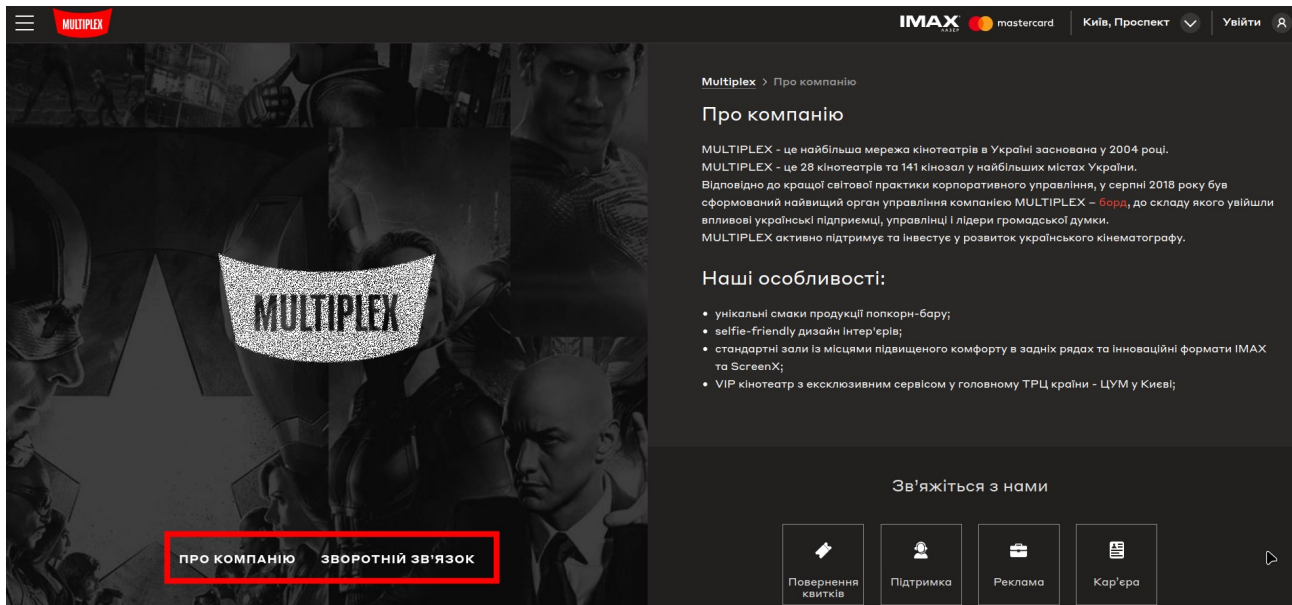 MULTIPLEX
IMAX
ЛАЗЕР
mastercard
Київ, Проспект
Увійти
Multiplex > Про компанію
Про компанію
MULTIPLEX - це найбільша мережа кінотеатрів в Україні заснована у 2004 році.
MULTIPLEX - це 28 кінотеатрів та 141 кінозал у найбільших містах України.
Відповідно до кращої світової практики корпоративного управління, у серпні 2018 року був
сформований найвищий орган управління компанією MULTIPLEX – борд, до складу якого увійшли
впливові українські підприємці, управлінці і лідери громадської думки.
MULTIPLEX активно підтримує та інвестує у розвиток українського кінематографу.
Наші особливості:
• унікальні смаки продукції попкорн-бару;
• selfie-friendly дизайн інтер'єрів;
• стандартні зали із місцями підвищеного комфорту в задніх рядах та інноваційні формати IMAX
та ScreenX;
• VIP кінотеатр з ексклюзивним сервісом у головному ТРЦ країни - ЦУМ у Києві;
MULTIPLEX
ПРО КОМПАНІЮ
ЗВОРОТНІЙ ЗВ'ЯЗОК
Зв'яжіться з нами
Повернення
квитків
Підтримка
Реклама
Кар'єра